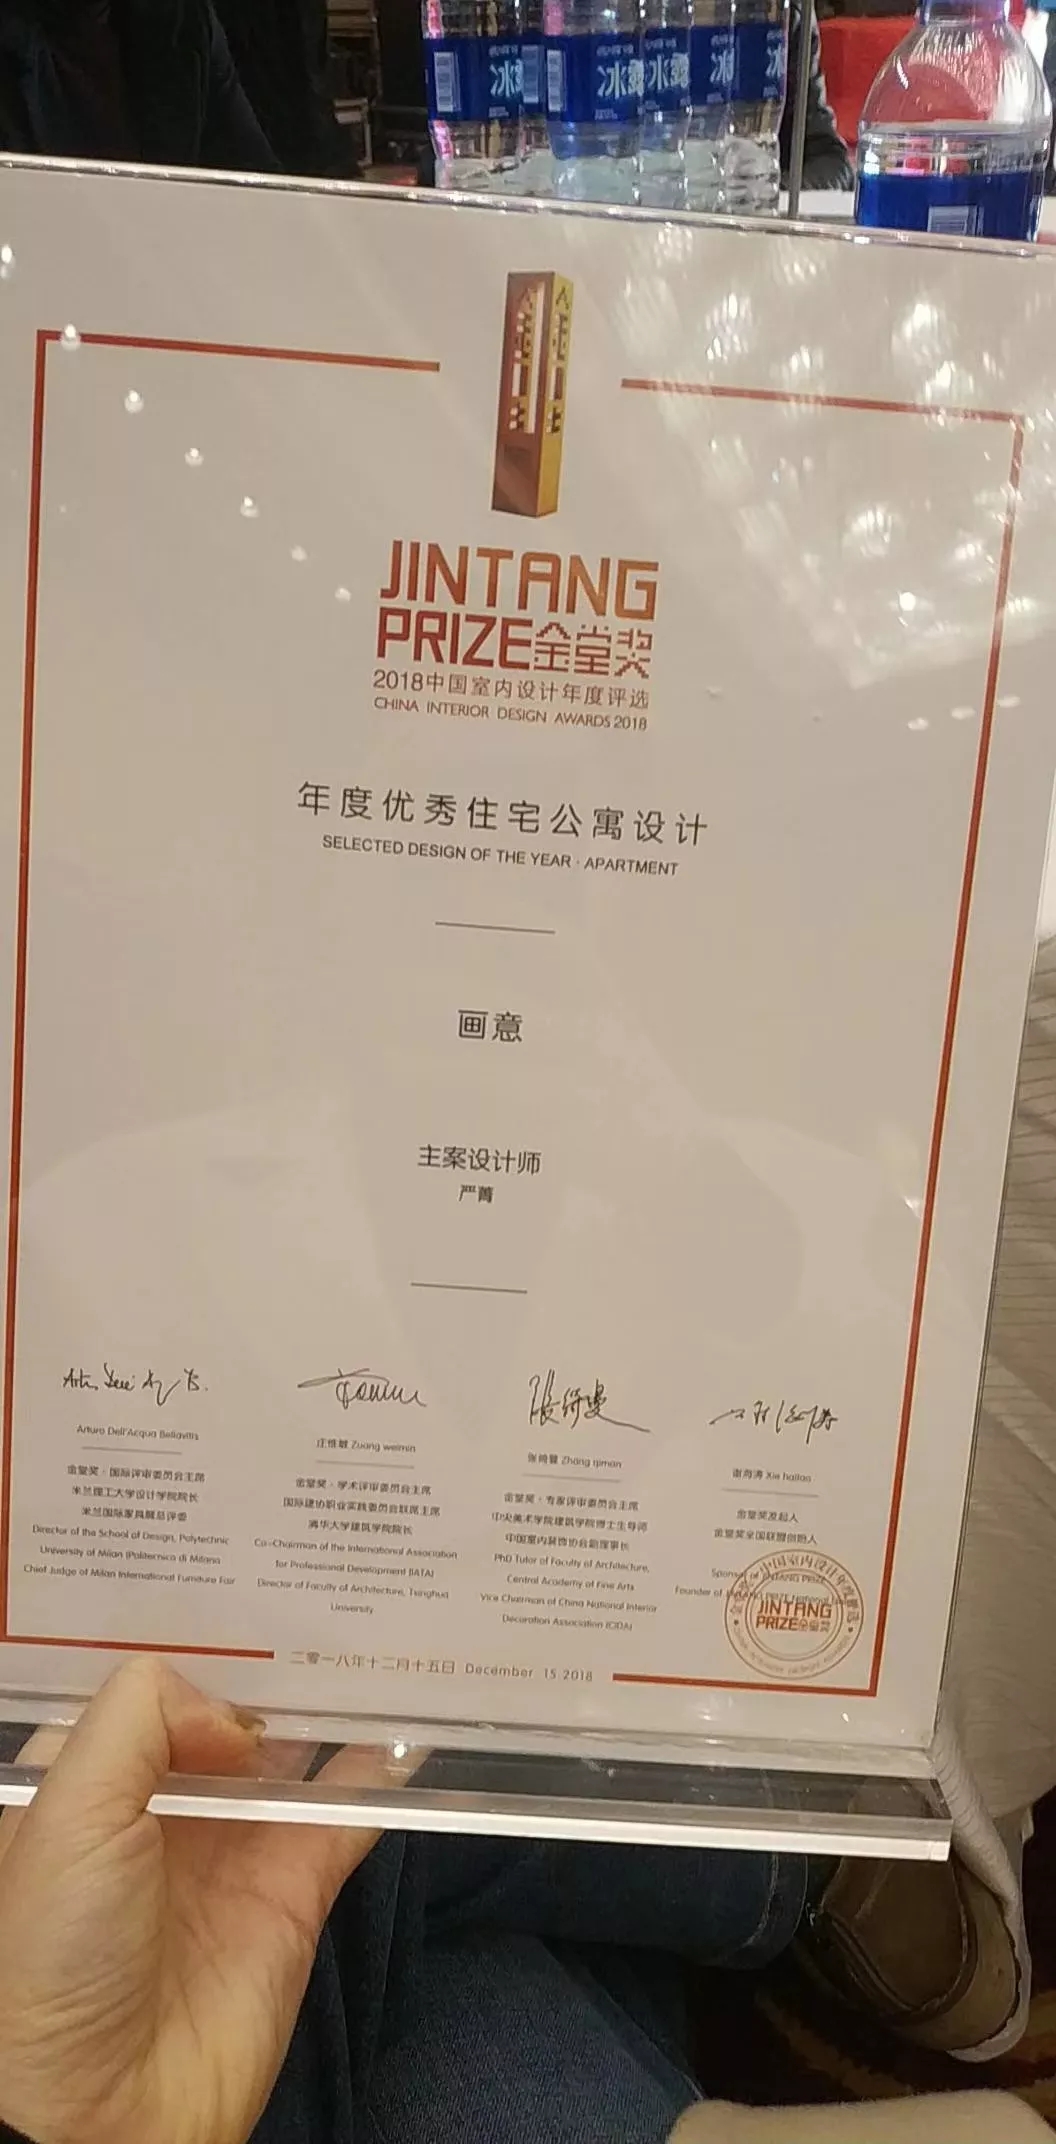 JINTANG
PRIZE金堂奖
2018中国室内设计年度评选
CHINA INTERIOR DESIGN AWARDS 2018
年度优秀住宅公寓设计
SELECTED DESIGN OF THE YEAR · APARTMENT
画意
主案设计师
严菁
Arturo Dell'Acqua Bellavitis
金堂奖·国际评审委员会主席
米兰理工大学设计学院院长
米兰国际家具展总评委
Director of the School of Design, Polytechnic
University of Milan (Politecnico di Milano
Chief Judge of Milan International Furniture Fair
庄惟敏 Zuang weimin
金堂奖·学术评审委员会主席
国际建协职业实践委员会联席主席
清华大学建筑学院院长
Co-Chairman of the International Association
for Professional Development (IATA)
Director of Faculty of Architecture, Tsinghua
University
张绮曼 Zhang qiman
金堂奖·专家评审委员会主席
中央美术学院建筑学院博士生导师
中国室内装饰协会副理事长
PhD Tutor of Faculty of Architecture,
Central Academy of Fine Arts
Vice Chairman of China National Interior
Decoration Association (CIDA)
谢海涛 Xie haitao
金堂奖发起人
金堂奖全国联盟创始人
JINTANG PRIZE
Founder of JINTANG PRIZE National
JINTANG
PRIZE金堂奖
二零一八年十二月十五日 December 15 2018